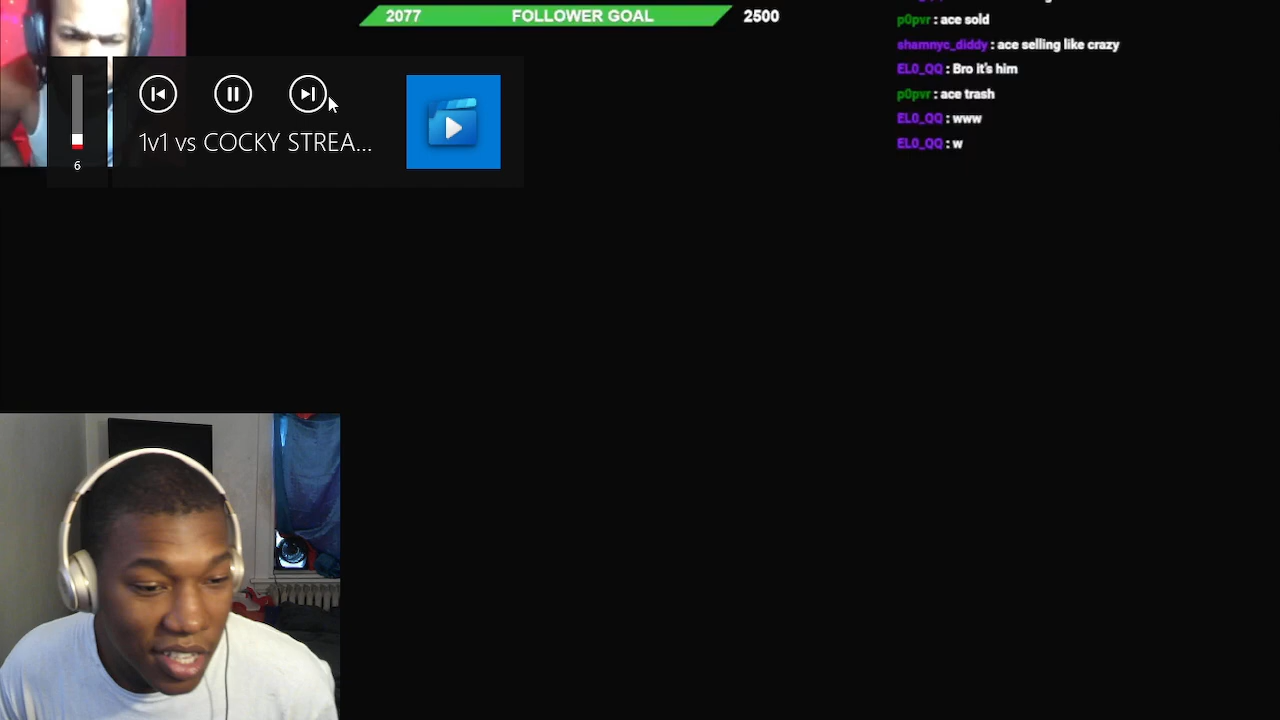 2077 FOLLOWER GOAL 2500
p0pvr : ace sold
shamnyc_diddy : ace selling like crazy
EL0_QQ : Bro it's him
p0pvr : ace trash
EL0_QQ : www
EL0_QQ : w
1v1 vs COCKY STREA...
6